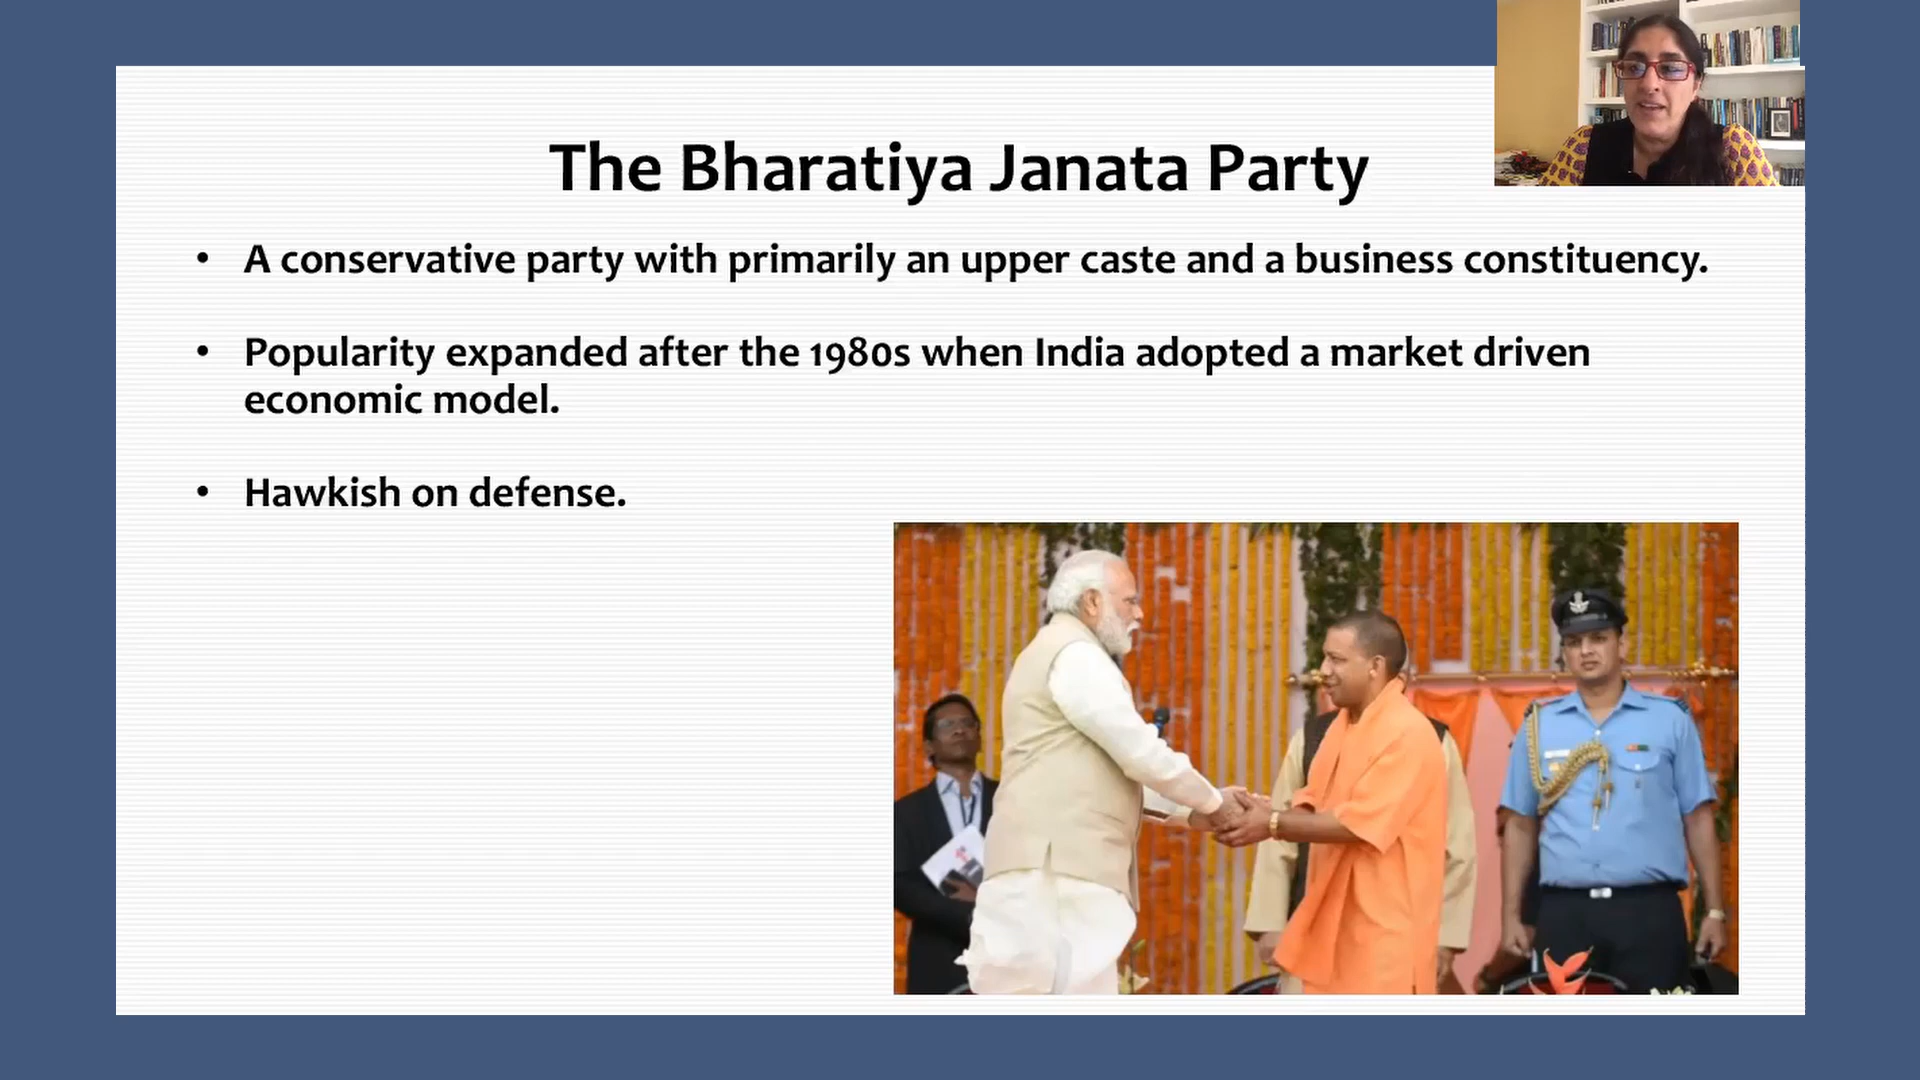 The Bharatiya Janata Party
• A conservative party with primarily an upper caste and a business constituency.
• Popularity expanded after the 1980s when India adopted a market driven
economic model.
• Hawkish on defense.